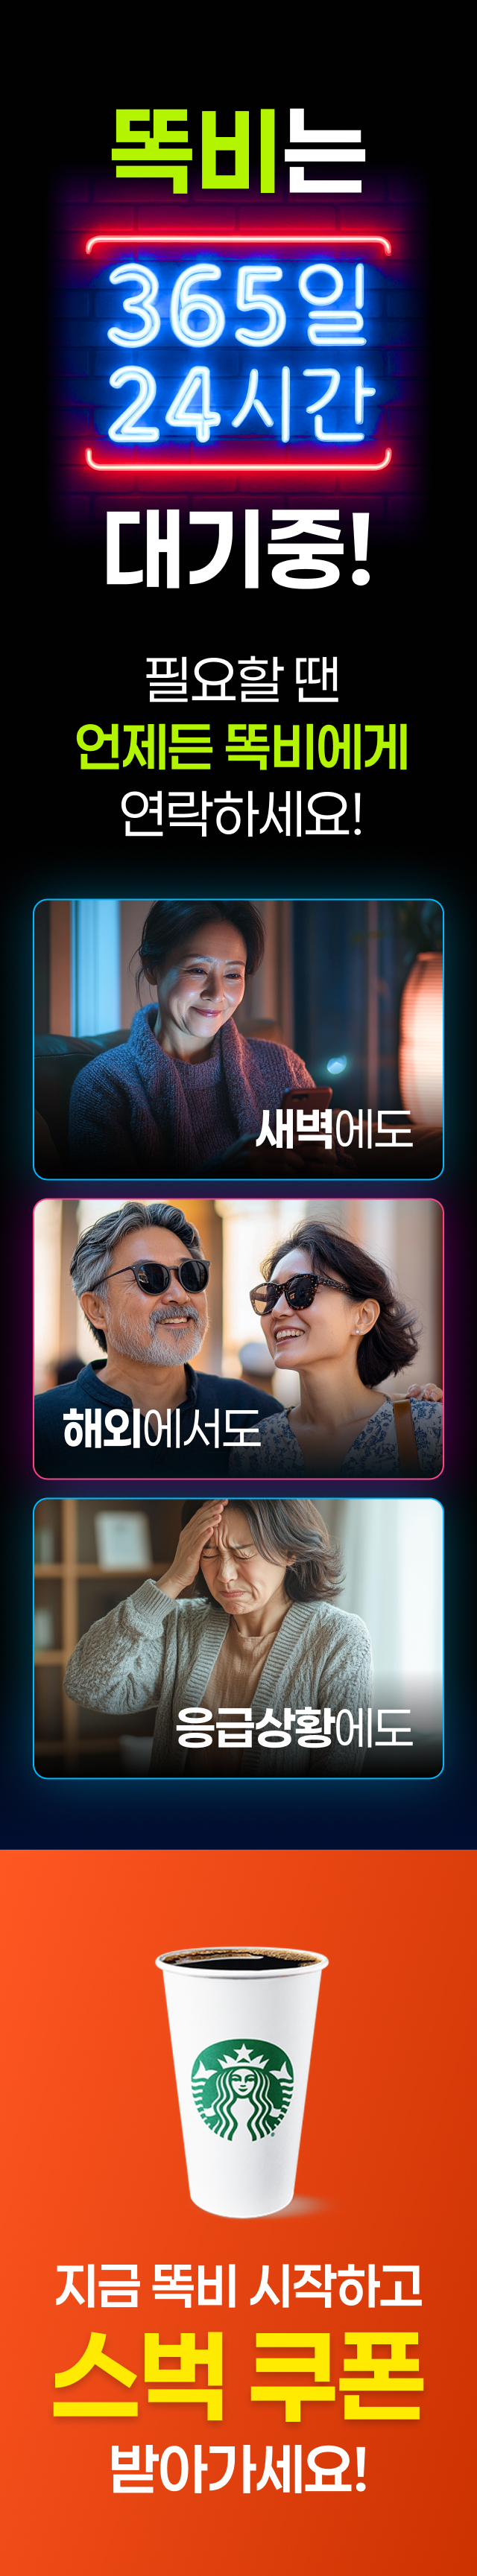 똑비는
365일
24시간
대기중!
필요할 땐
언제든 똑비에게
연락하세요!
새벽에도
해외에서도
응급상황에도
지금 똑비 시작하고
스벅 쿠폰
받아가세요!